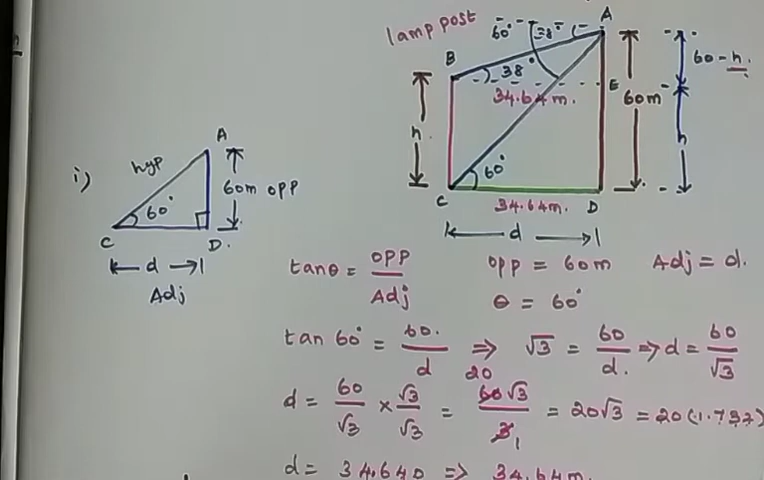 lamp post
A
60° 38°
B
38°
34.64m.
E
60m
60-h.
h
h
60°
C
34.64m.
D
d
i)
A
hyp
60m opp
60°
C
D.
d
Adj
tanθ = opp/Adj
opp = 60m
Adj = d.
θ = 60°
tan 60° = 60./d ⇒ √3 = 60/d. ⇒ d = 60/√3
d = 60/√3 × √3/√3 = 20 60√3/3 1 = 20√3 = 20(1.732)
d = 34.640 ⇒ 34.64m.